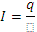 I = q/□